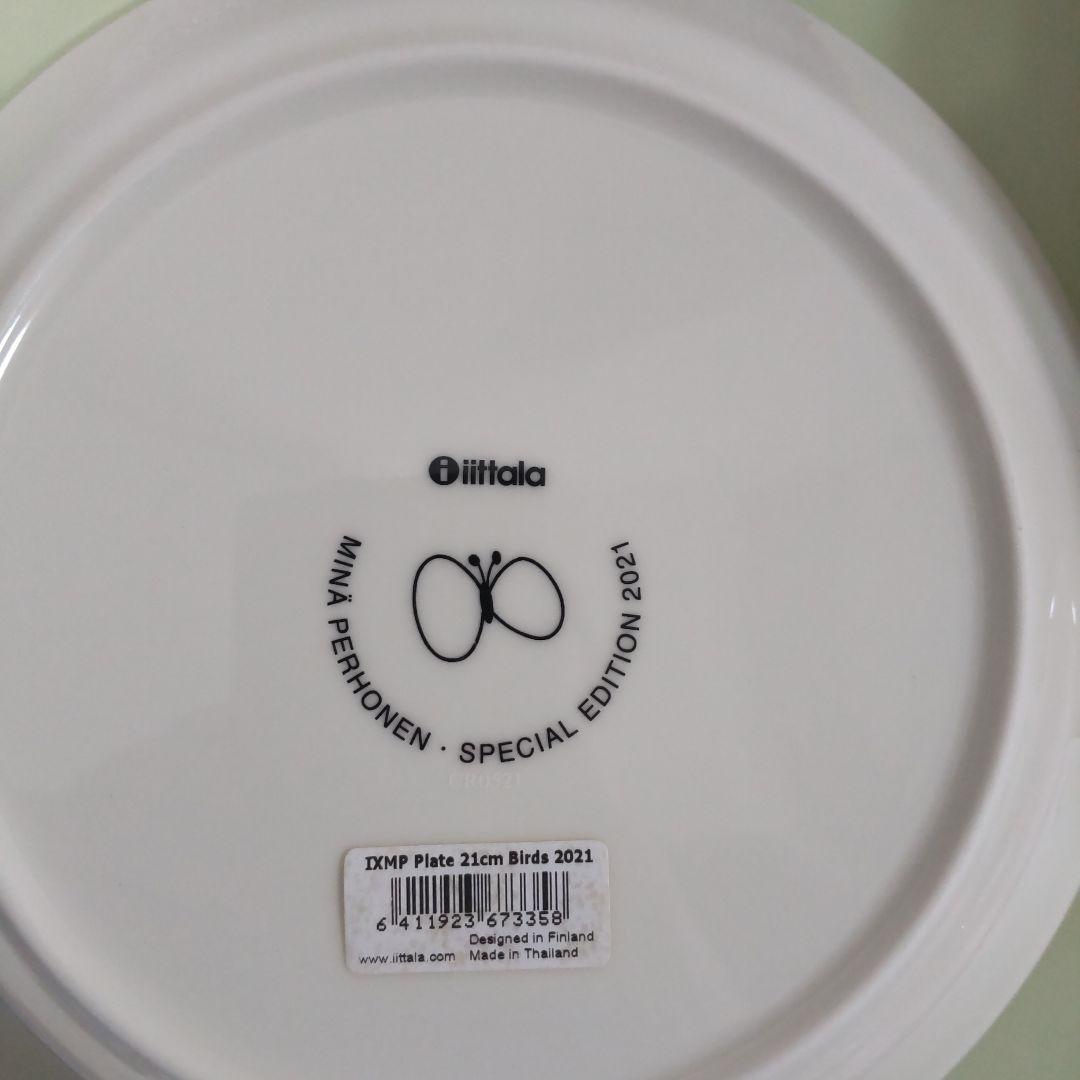 iittala
MINÄ PERHONEN · SPECIAL EDITION 2021
CR0521
IXMP Plate 21cm Birds 2021
6 411923 673358
Designed in Finland
www.iittala.com Made in Thailand